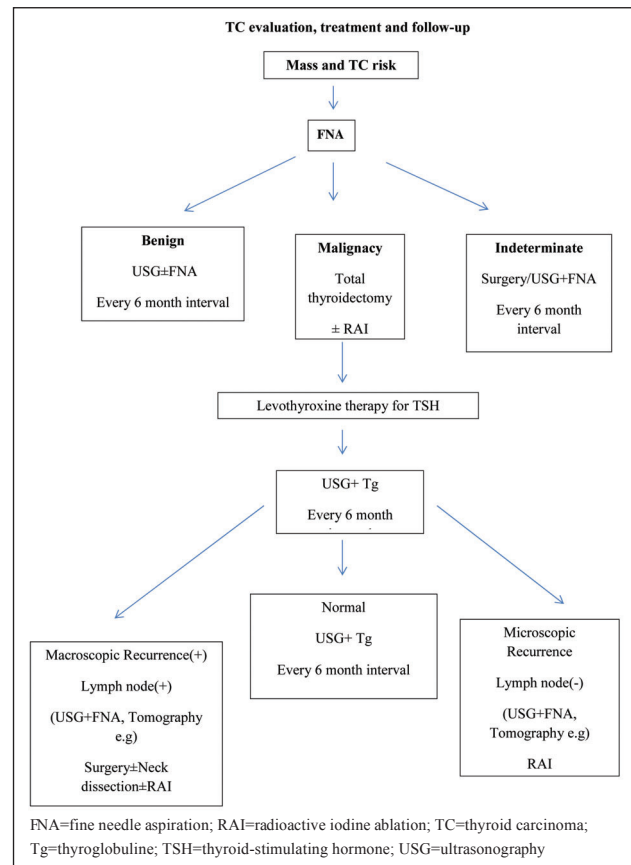 TC evaluation, treatment and follow-up
Mass and TC risk
FNA
Benign
USG±FNA
Every 6 month interval
Malignacy
Total
thyroidectomy
± RAI
Indeterminate
Surgery/USG+FNA
Every 6 month
interval
Levothyroxine therapy for TSH
USG+ Tg
Every 6 month
Macroscopic Recurrence(+)
Lymph node(+)
(USG+FNA, Tomography
e.g)
Surgery±Neck
dissection±RAI
Normal
USG+ Tg
Every 6 month interval
Microscopic
Recurrence
Lymph node(-)
(USG+FNA,
Tomography e.g)
RAI
FNA=fine needle aspiration; RAI=radioactive iodine ablation; TC=thyroid carcinoma;
Tg=thyroglobuline; TSH=thyroid-stimulating hormone; USG=ultrasonography